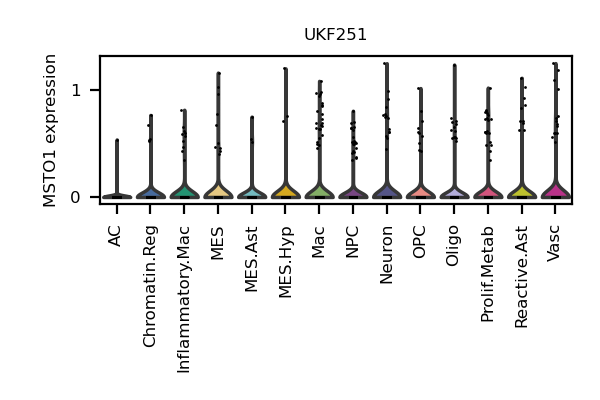 UKF251
MSTO1 expression
1
0
AC
Chromatin.Reg
Inflammatory.Mac
MES
MES.Ast
MES.Hyp
Mac
NPC
Neuron
OPC
Oligo
Prolif.Metab
Reactive.Ast
Vasc